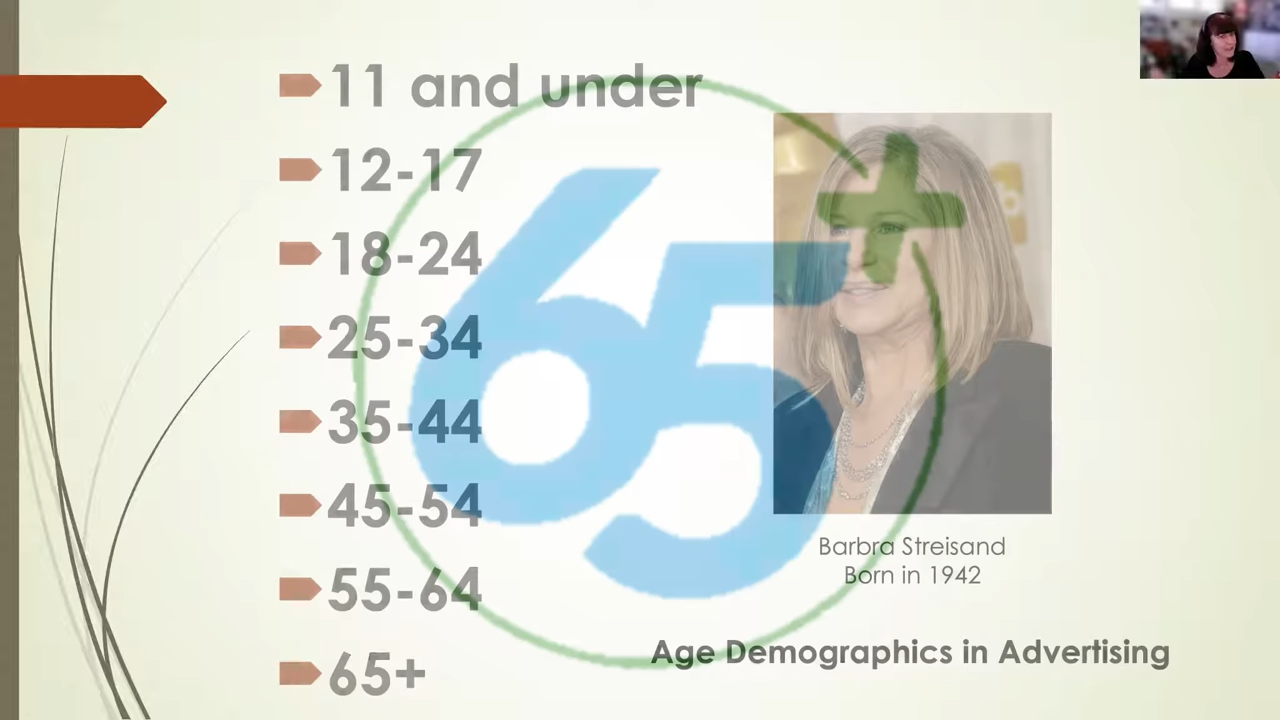 11 and under
12-17
18-24
25-34
35-44
45-54
55-64
65+
65+
Barbra Streisand
Born in 1942
Age Demographics in Advertising